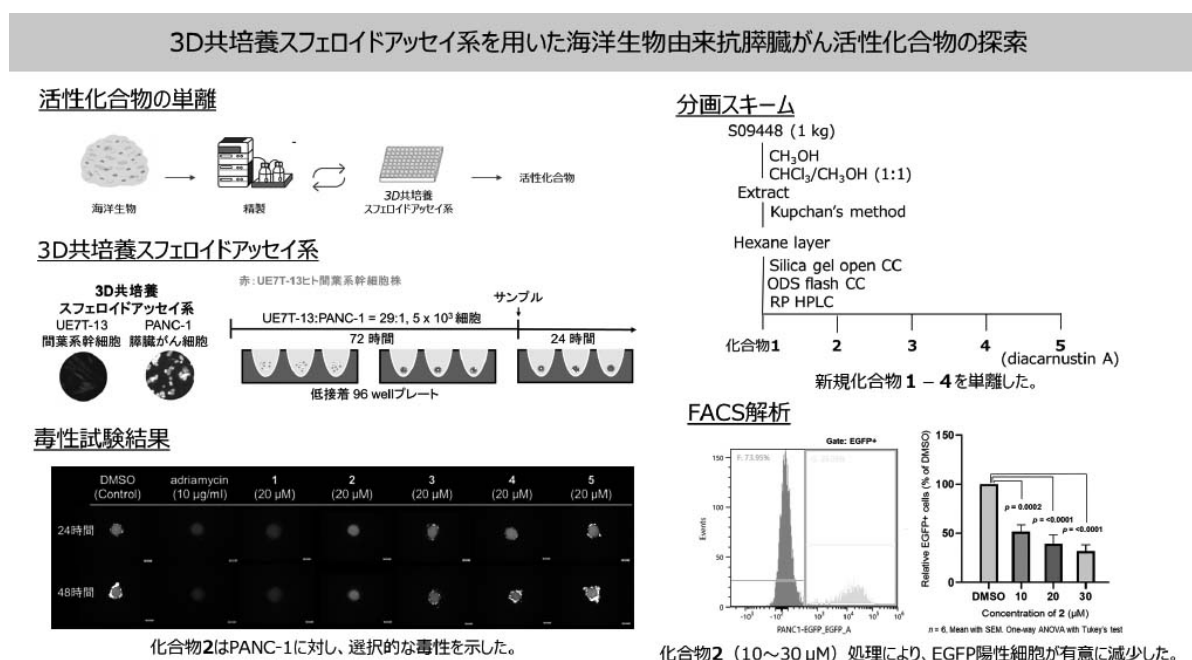 3D共培養スフェロイドアッセイ系を用いた海洋生物由来抗膵臓がん活性化合物の探索
活性化合物の単離
海洋生物
精製
3D共培養
スフェロイドアッセイ系
活性化合物
3D共培養スフェロイドアッセイ系
3D共培養
スフェロイドアッセイ系
UE7T-13
間葉系幹細胞
PANC-1
膵臓がん細胞
赤:UE7T-13ヒト間葉系幹細胞株
サンプル
UE7T-13:PANC-1 = 29:1, 5 x 10³ 細胞
72 時間
24 時間
低接着 96 wellプレート
毒性試験結果
DMSO
(Control)
adriamycin
(10 μg/ml)
1
(20 μM)
2
(20 μM)
3
(20 μM)
4
(20 μM)
5
(20 μM)
24時間
48時間
化合物2はPANC-1に対し、選択的な毒性を示した。
分画スキーム
S09448 (1 kg)
CH₃OH
CHCl₃/CH₃OH (1:1)
Extract
Kupchan's method
Hexane layer
Silica gel open CC
ODS flash CC
RP HPLC
化合物1 2 3 4 5
(diacarnustin A)
新規化合物 1 – 4 を単離した。
FACS解析
Gate: EGFP+
F: 73.95%
150
100
50
0
Events
-10³ 10³ 10⁴ 10⁵ 10⁶
PANC1-EGFP_EGFP_A
Relative EGFP+ cells (% of DMSO)
150
100
50
0
p = 0.0002
p = <0.0001
p = <0.0001
DMSO 10 20 30
Concentration of 2 (μM)
n = 6, Mean with SEM. One-way ANOVA with Tukey's test
化合物2(10~30 μM)処理により、EGFP陽性細胞が有意に減少した。